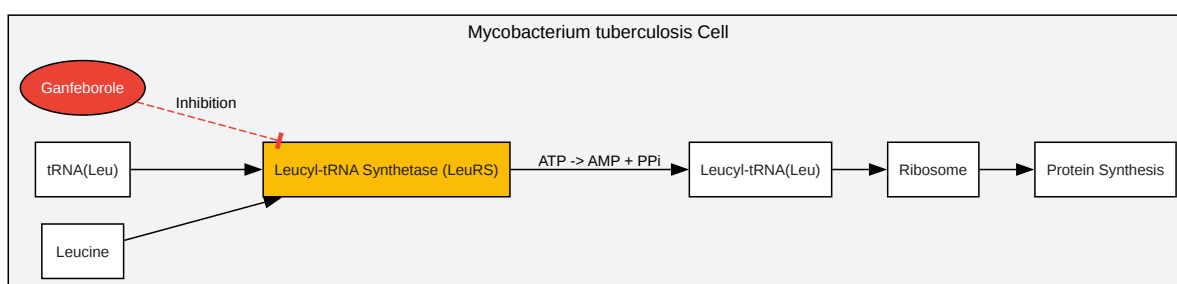 Mycobacterium tuberculosis Cell
Ganfeborole
Inhibition
tRNA(Leu)
Leucyl-tRNA Synthetase (LeuRS)
ATP -> AMP + PPi
Leucyl-tRNA(Leu)
Ribosome
Protein Synthesis
Leucine